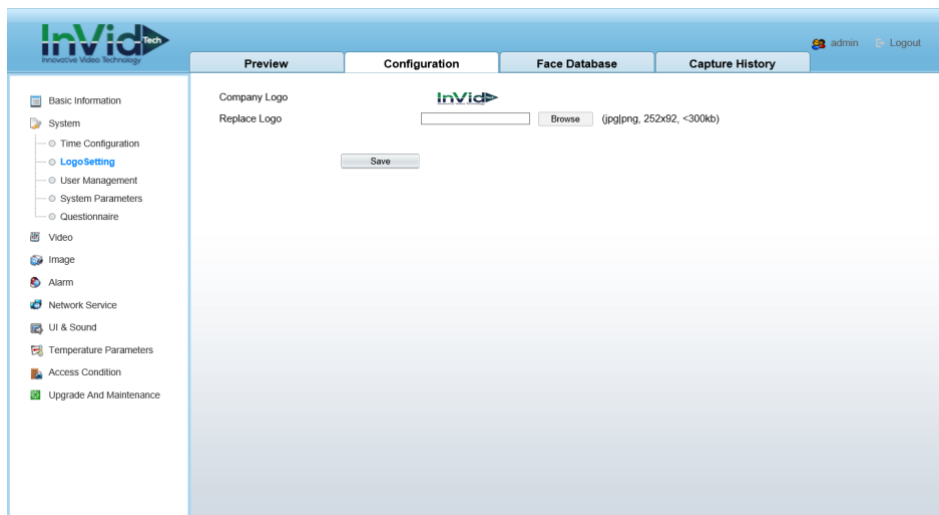 InVid Tech
Innovative Video Technology
admin Logout
Preview Configuration Face Database Capture History
Basic Information
System
Time Configuration
LogoSetting
User Management
System Parameters
Questionnaire
Video
Image
Alarm
Network Service
UI & Sound
Temperature Parameters
Access Condition
Upgrade And Maintenance
Company Logo InVid
Replace Logo Browse (jpg|png, 252x92, <300kb)
Save